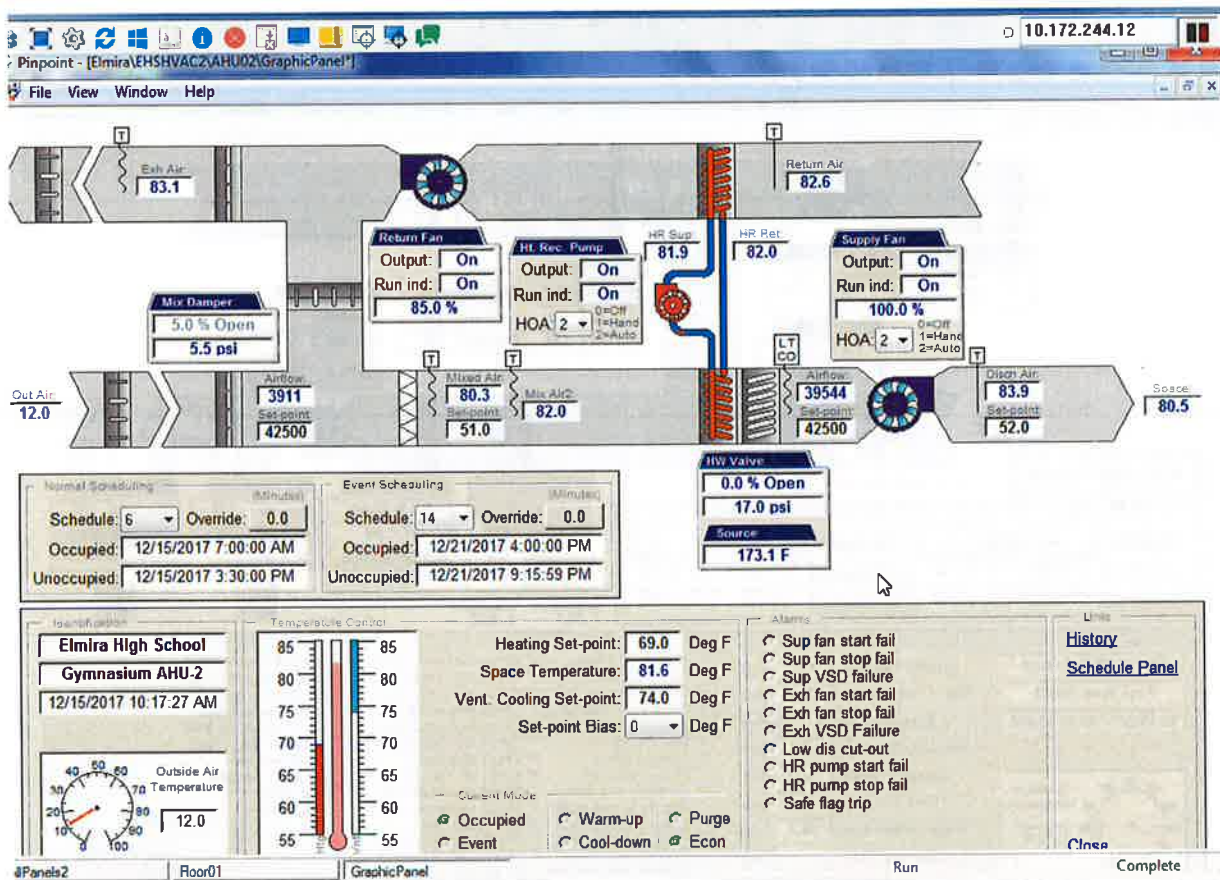 10.172.244.12
Pinpoint - [Elmira\EHSHVAC2\AHU02\GraphicPanel*]
File View Window Help
T
T
Exh Air:
83.1
Return Air
82.6
Return Fan
Output: On
Run ind: On
85.0 %
Ht. Rec. Pump
Output: On
Run ind: On
HOA: 2
0=Off
1=Hand
2=Auto
HR Sup
81.9
HR Ret:
82.0
Supply Fan
Output: On
Run ind: On
100.0 %
HOA: 2
0=Off
1=Hand
2=Auto
Mix Damper
5.0 % Open
5.5 psi
T
T
LT
CO
T
Out Air:
12.0
Airflow:
3911
Set-point:
42500
Mixed Air:
80.3
Set-point:
51.0
Mix Air2:
82.0
Airflow:
39544
Set-point:
42500
Disch Air:
83.9
Set-point:
52.0
Space:
80.5
HW Valve
0.0 % Open
17.0 psi
Source
173.1 F
Normal Scheduling
(Minutes)
Schedule: 6 Override: 0.0
Occupied: 12/15/2017 7:00:00 AM
Unoccupied: 12/15/2017 3:30:00 PM
Event Scheduling
(Minutes)
Schedule: 14 Override: 0.0
Occupied: 12/21/2017 4:00:00 PM
Unoccupied: 12/21/2017 9:15:59 PM
Identification
Elmira High School
Gymnasium AHU-2
12/15/2017 10:17:27 AM
Outside Air
Temperature
12.0
0 10 20 30 40 50 60 70 80 90 100
Temperature Control
85 85
80 80
75 75
70 70
65 65
60 60
55 55
Htg
Heating Set-point: 69.0 Deg F
Space Temperature: 81.6 Deg F
Vent. Cooling Set-point: 74.0 Deg F
Set-point Bias: 0 Deg F
Current Mode
Occupied Warm-up Purge
Event Cool-down Econ
Alarms
Sup fan start fail
Sup fan stop fail
Sup VSD failure
Exh fan start fail
Exh fan stop fail
Exh VSD Failure
Low dis cut-out
HR pump start fail
HR pump stop fail
Safe flag trip
Links
History
Schedule Panel
Close
Panels2
Floor01
GraphicPanel
Run
Complete